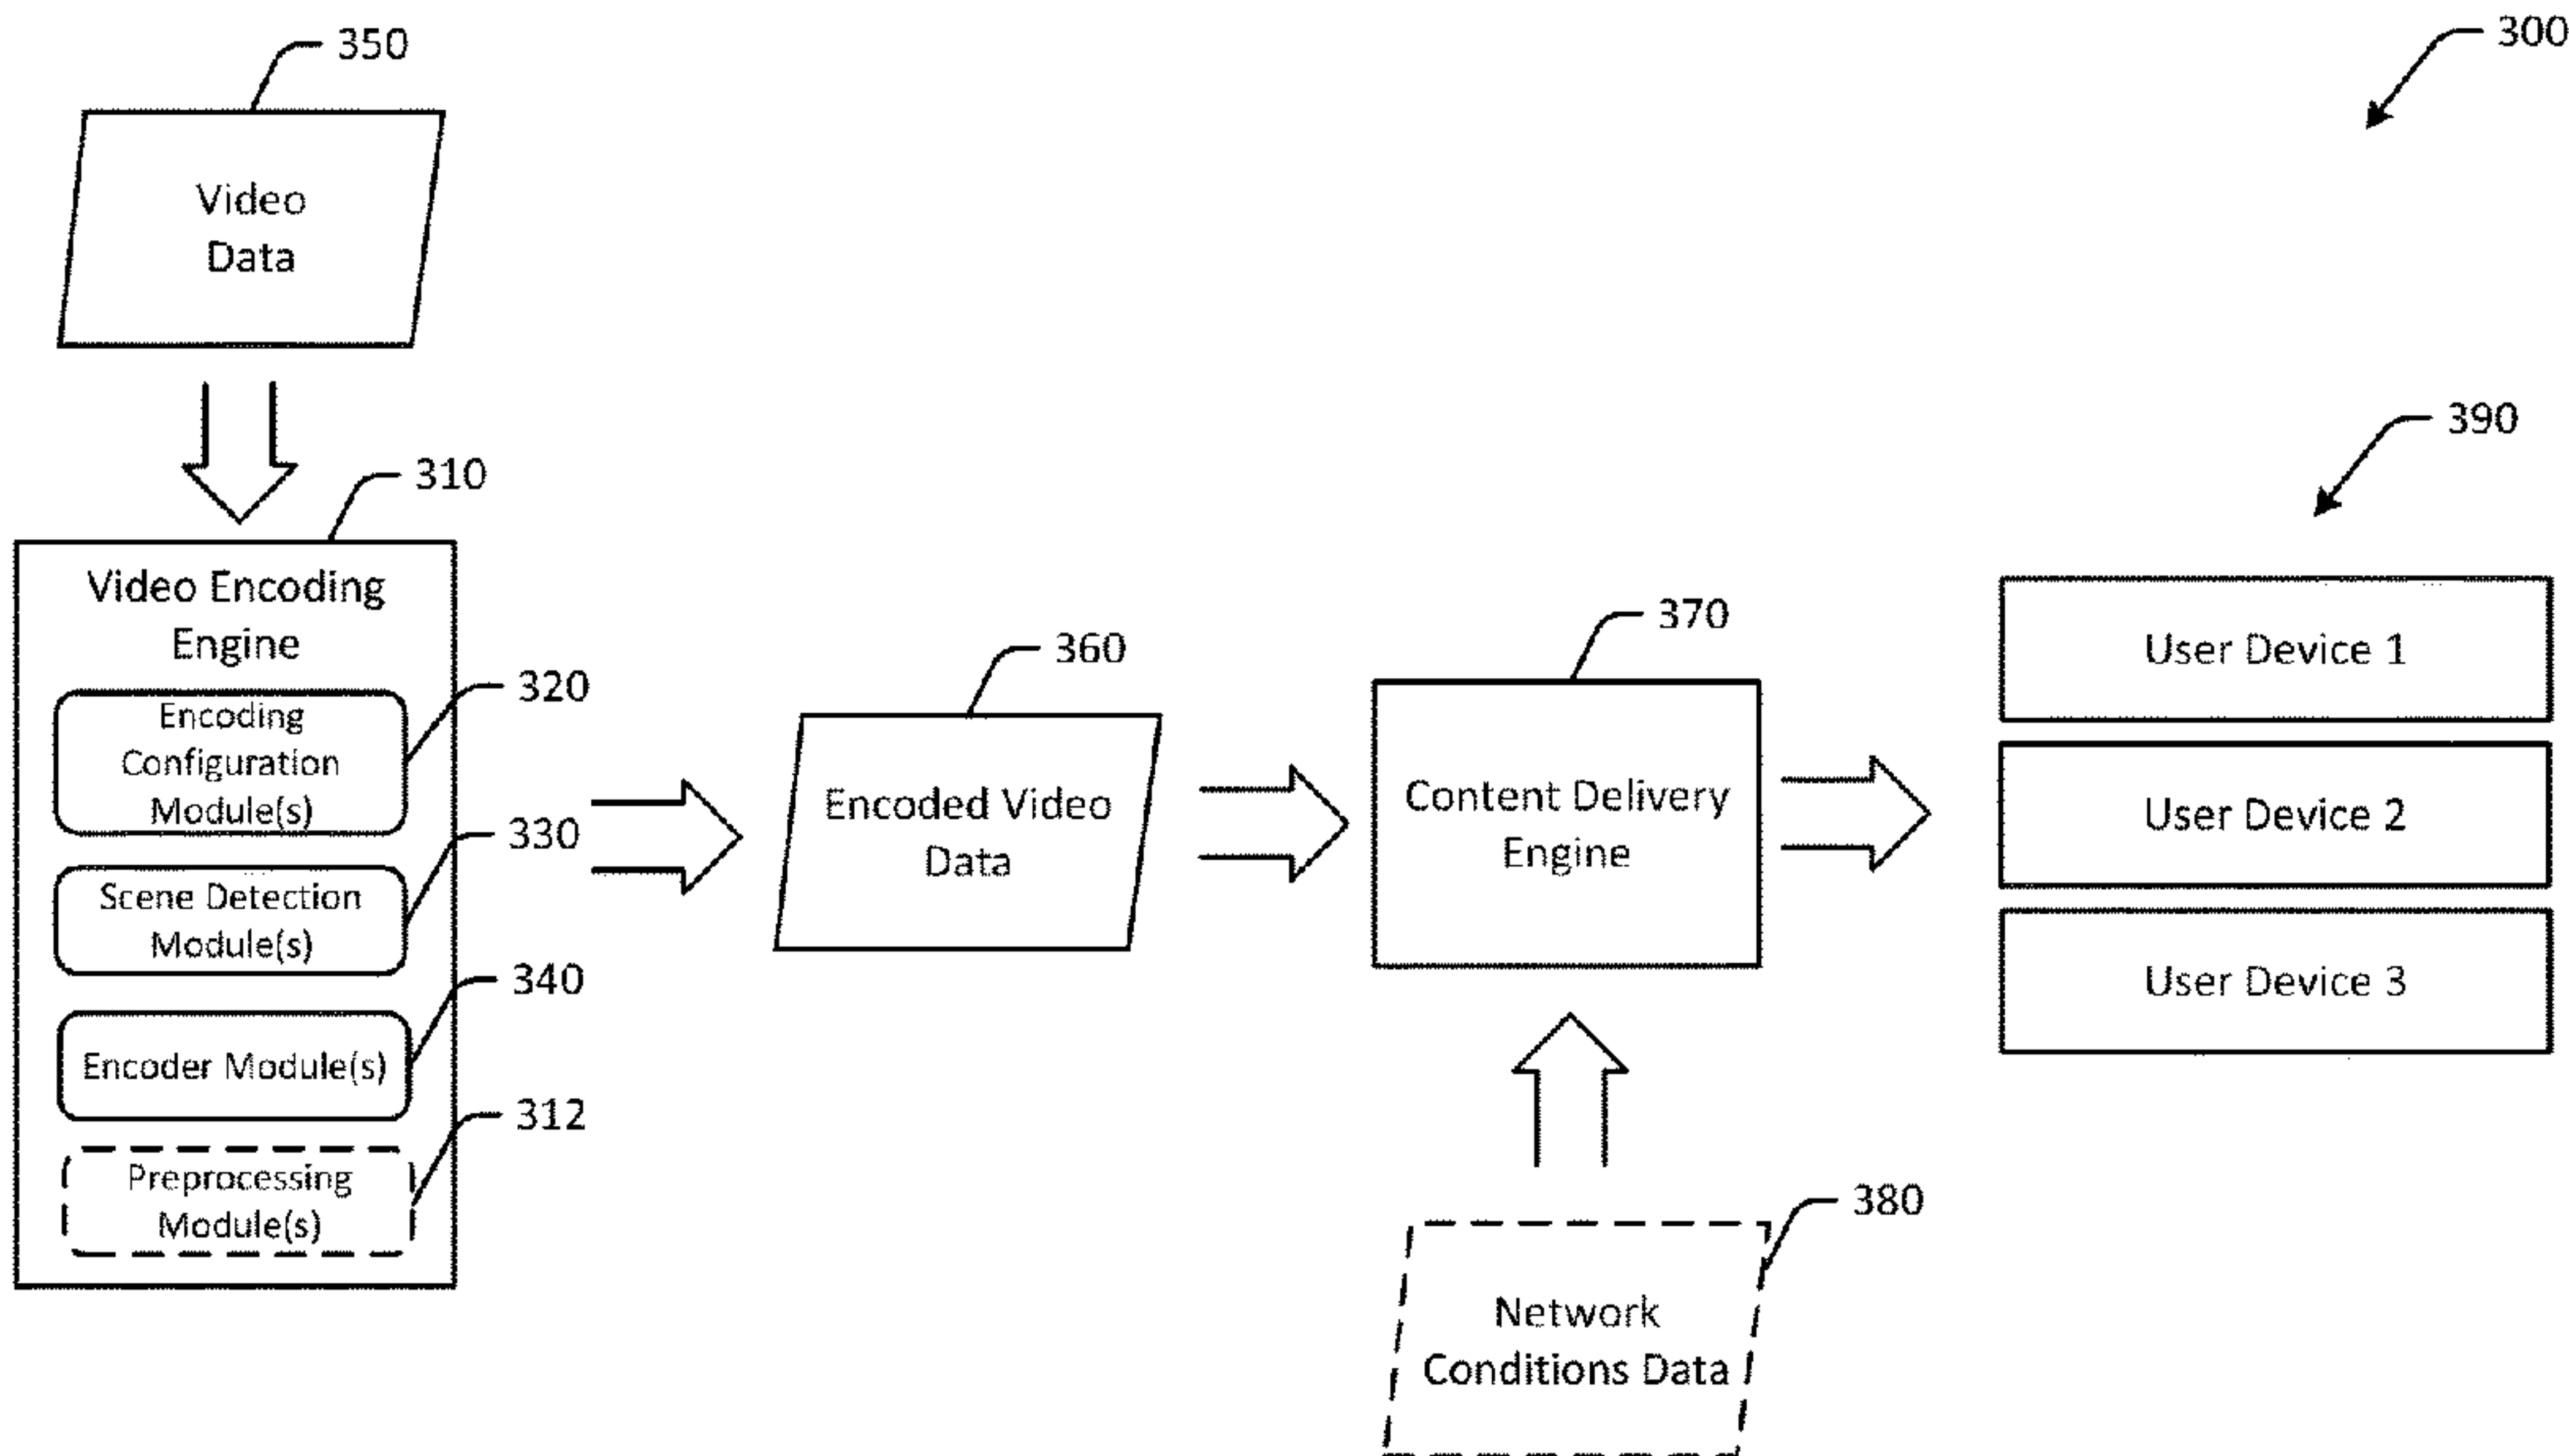 350
300
Video
Data
390
310
Video Encoding
Engine
320
Encoding
Configuration
Module(s)
330
Scene Detection
Module(s)
340
Encoder Module(s)
312
Preprocessing
Module(s)
360
Encoded Video
Data
370
Content Delivery
Engine
380
Network
Conditions Data
User Device 1
User Device 2
User Device 3